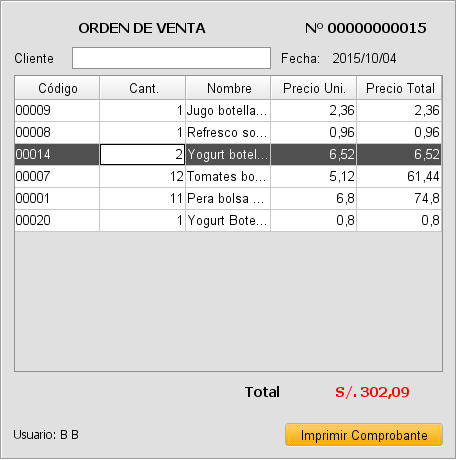 ORDEN DE VENTA Nº 00000000015
Cliente Fecha: 2015/10/04
Código Cant. Nombre Precio Uni. Precio Total
00009 1 Jugo botella... 2,36 2,36
00008 1 Refresco so... 0,96 0,96
00014 2 Yogurt botel... 6,52 6,52
00007 12 Tomates bo... 5,12 61,44
00001 11 Pera bolsa ... 6,8 74,8
00020 1 Yogurt Bote... 0,8 0,8
Total S/. 302,09
Usuario: B B Imprimir Comprobante